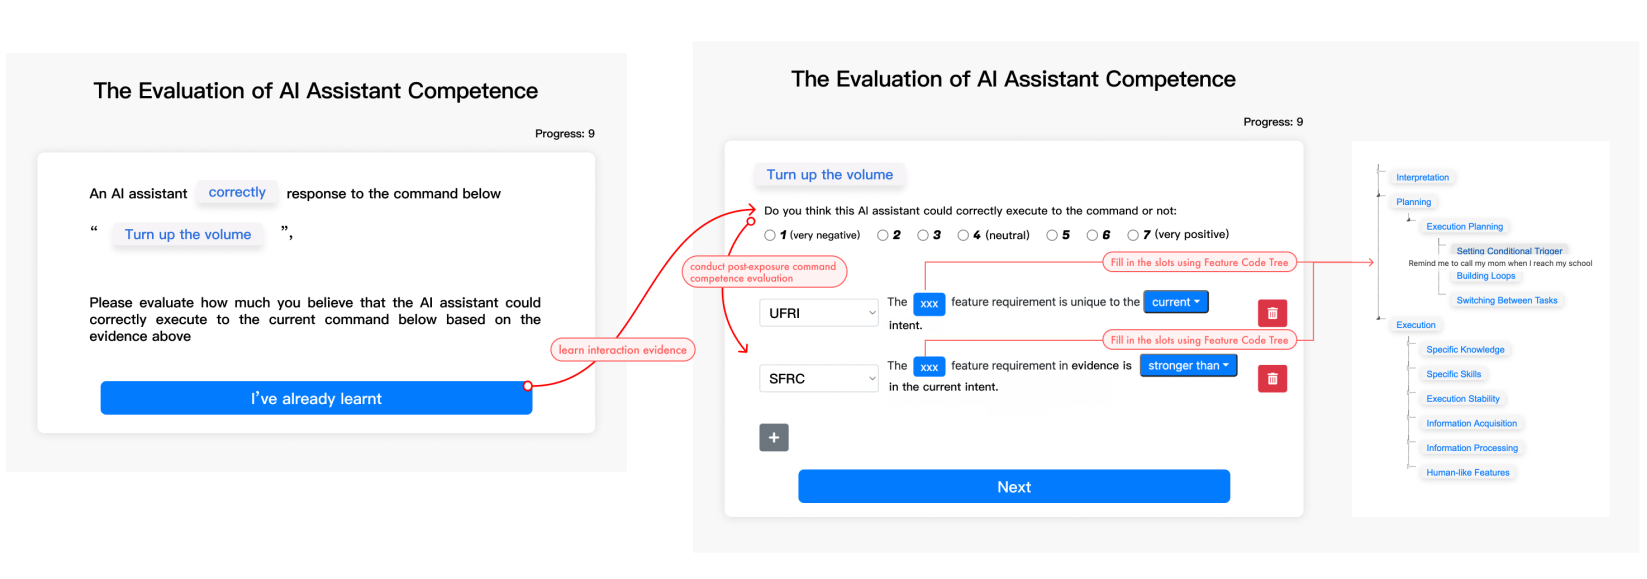 The Evaluation of AI Assistant Competence
Progress: 9
An AI assistant correctly response to the command below
“ Turn up the volume ”,
Please evaluate how much you believe that the AI assistant could
correctly execute to the current command below based on the
evidence above
I’ve already learnt
learn interaction evidence
conduct post-exposure command
competence evaluation
The Evaluation of AI Assistant Competence
Progress: 9
Turn up the volume
Do you think this AI assistant could correctly execute to the command or not:
1 (very negative) 2 3 4 (neutral) 5 6 7 (very positive)
Fill in the slots using Feature Code Tree
UFRI The xxx feature requirement is unique to the current
intent.
Fill in the slots using Feature Code Tree
SFRC The xxx feature requirement in evidence is stronger than
in the current intent.
+
Next
Interpretation
Planning
Execution Planning
Setting Conditional Trigger
Remind me to call my mom when I reach my school
Building Loops
Switching Between Tasks
Execution
Specific Knowledge
Specific Skills
Execution Stability
Information Acquisition
Information Processing
Human-like Features